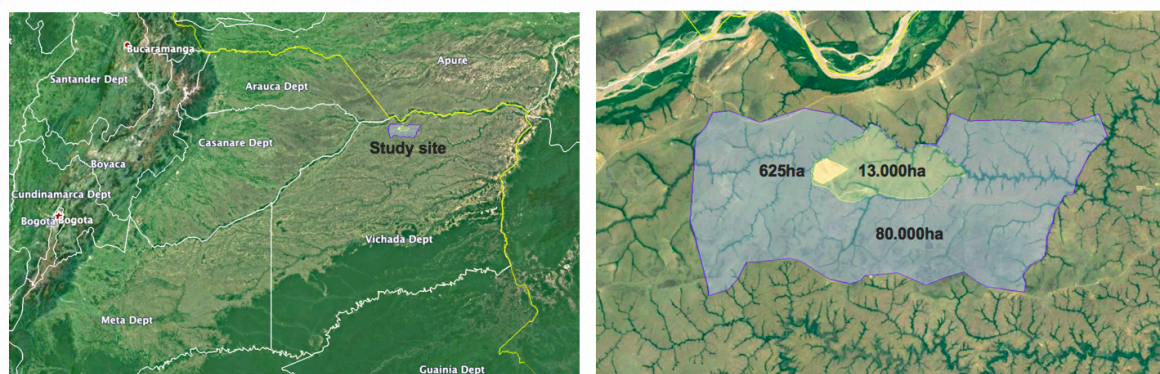 Bucaramanga
Santander Dept
Apure
Arauca Dept
Casanare Dept
Study site
Boyaca
Cundinamarca Dept
Bogota Bogota
Vichada Dept
Meta Dept
Guainia Dept
625ha
13.000ha
80.000ha